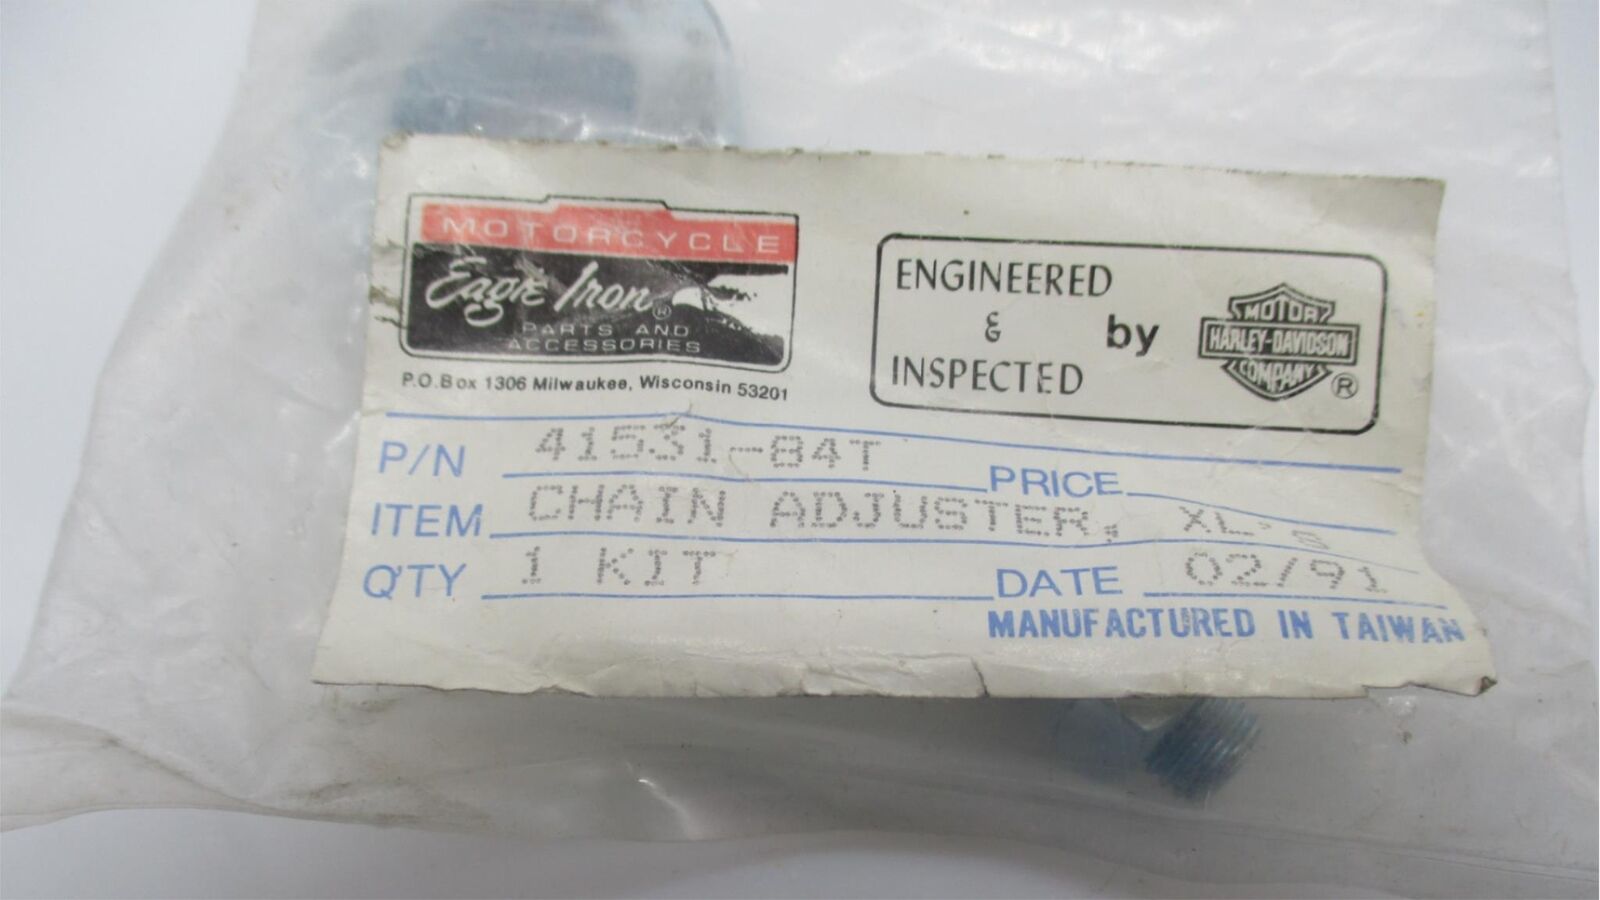 MOTORCYCLE
Eagle Iron ®
PARTS AND
ACCESSORIES
P.O.Box 1306 Milwaukee, Wisconsin 53201
ENGINEERED
&
INSPECTED
by
MOTOR
HARLEY-DAVIDSON
COMPANY
®
P/N 41531-84T PRICE
ITEM CHAIN ADJUSTER, XL
Q'TY 1 KIT DATE 02/91
MANUFACTURED IN TAIWAN